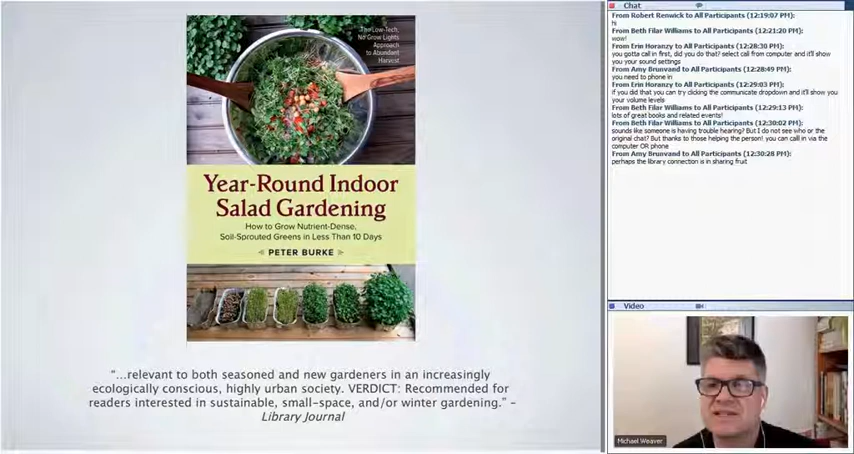 The Low-Tech,
No Grow Lights
Approach
to Abundant
Harvest
Year-Round Indoor
Salad Gardening
How to Grow Nutrient-Dense,
Soil-Sprouted Greens in Less Than 10 Days
PETER BURKE
"...relevant to both seasoned and new gardeners in an increasingly
ecologically conscious, highly urban society. VERDICT: Recommended for
readers interested in sustainable, small-space, and/or winter gardening." –
Library Journal
Chat
From Robert Renwick to All Participants (12:19:07 PM):
hi
From Beth Filar Williams to All Participants (12:21:20 PM):
wow!
From Erin Horanzy to All Participants (12:28:30 PM):
you gotta call in first, did you do that? select call from computer and it'll show
you your sound settings
From Amy Brunvand to All Participants (12:28:49 PM):
you need to phone in
From Erin Horanzy to All Participants (12:29:03 PM):
if you did that you can try clicking the communicate dropdown and it'll show you
your volume levels
From Beth Filar Williams to All Participants (12:29:13 PM):
lots of great books and related events!
From Beth Filar Williams to All Participants (12:30:02 PM):
sounds like someone is having trouble hearing? But I do not see who or the
original chat? But thanks to those helping the person! you can call in via the
computer OR phone
From Amy Brunvand to All Participants (12:30:28 PM):
perhaps the library connection is in sharing fruit
Video
Michael Weaver